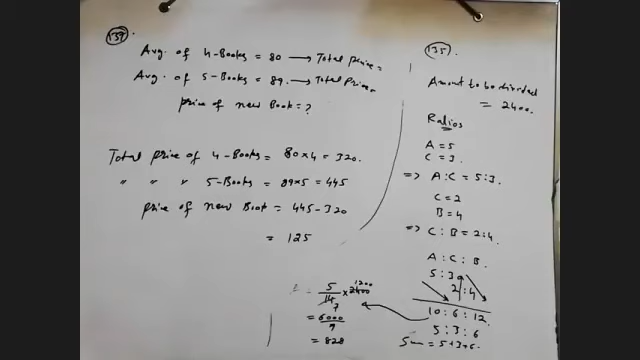 134
Avg. of 4-Books = 80 → Total price =
Avg. of 5-Books = 89. → Total Price =
price of new Book = ?
Total price of 4-Books = 80×4 = 320.
〃 〃 〃 5-Books = 89×5 = 445
price of new Book = 445-320
= 125
135
Amount to be divided
= 2400.
Ratios
A = 5
C = 3.
⇒ A:C = 5:3.
C = 2
B = 4
⇒ C : B = 2:4.
A : C : B.
5 : 3
2 : 4
10 : 6 : 12
5 : 3 : 6
Sum = 5+3+6.
= 5/14 × 2400
7 1200
= 6000/7
= 828